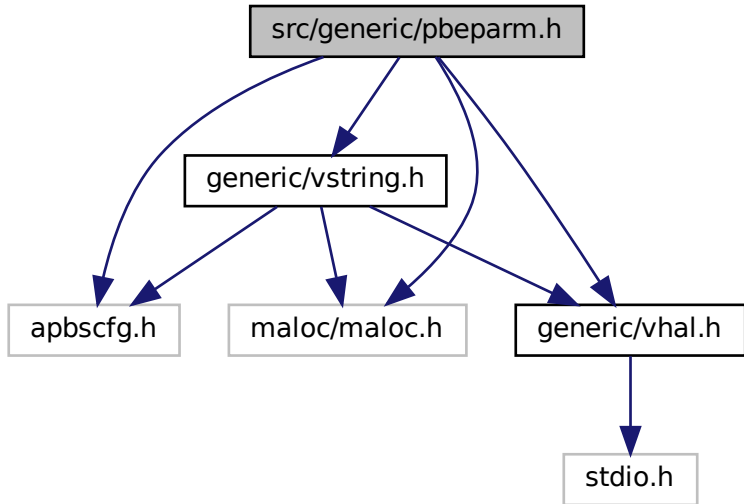 src/generic/pbeparm.h
generic/vstring.h
apbscfg.h
maloc/maloc.h
generic/vhal.h
stdio.h